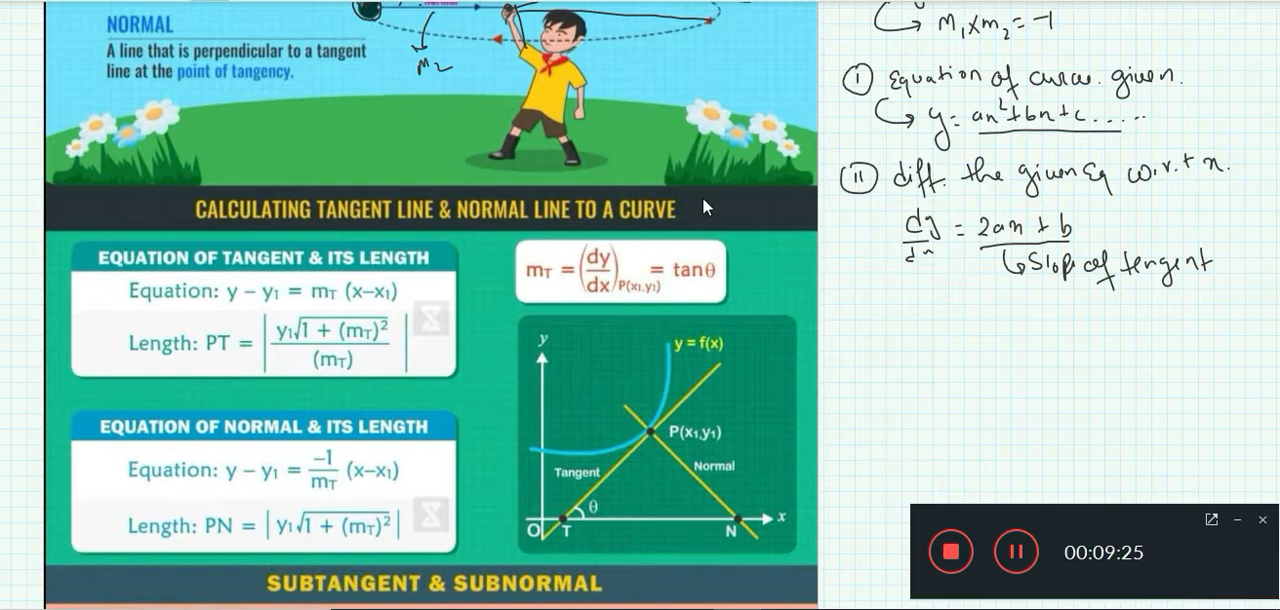 NORMAL
A line that is perpendicular to a tangent
line at the point of tangency.
m₂
CALCULATING TANGENT LINE & NORMAL LINE TO A CURVE
EQUATION OF TANGENT & ITS LENGTH
Equation: y – y₁ = mT (x–x₁)
Length: PT = | y₁√1 + (mT)² / (mT) |
mT = (dy/dx)P(x₁,y₁) = tanθ
EQUATION OF NORMAL & ITS LENGTH
Equation: y – y₁ = –1/mT (x–x₁)
Length: PN = | y₁√1 + (mT)² |
y
y = f(x)
P(x₁,y₁)
Tangent
Normal
θ
O
T
N
x
SUBTANGENT & SUBNORMAL
m₁ × m₂ = -1
(I) Equation of curve given.
y = ax² + bx + c .....
(II) diff. the given Eq w.r.t x.
dy/dx = 2ax + b
Slope of tengent
00:09:25